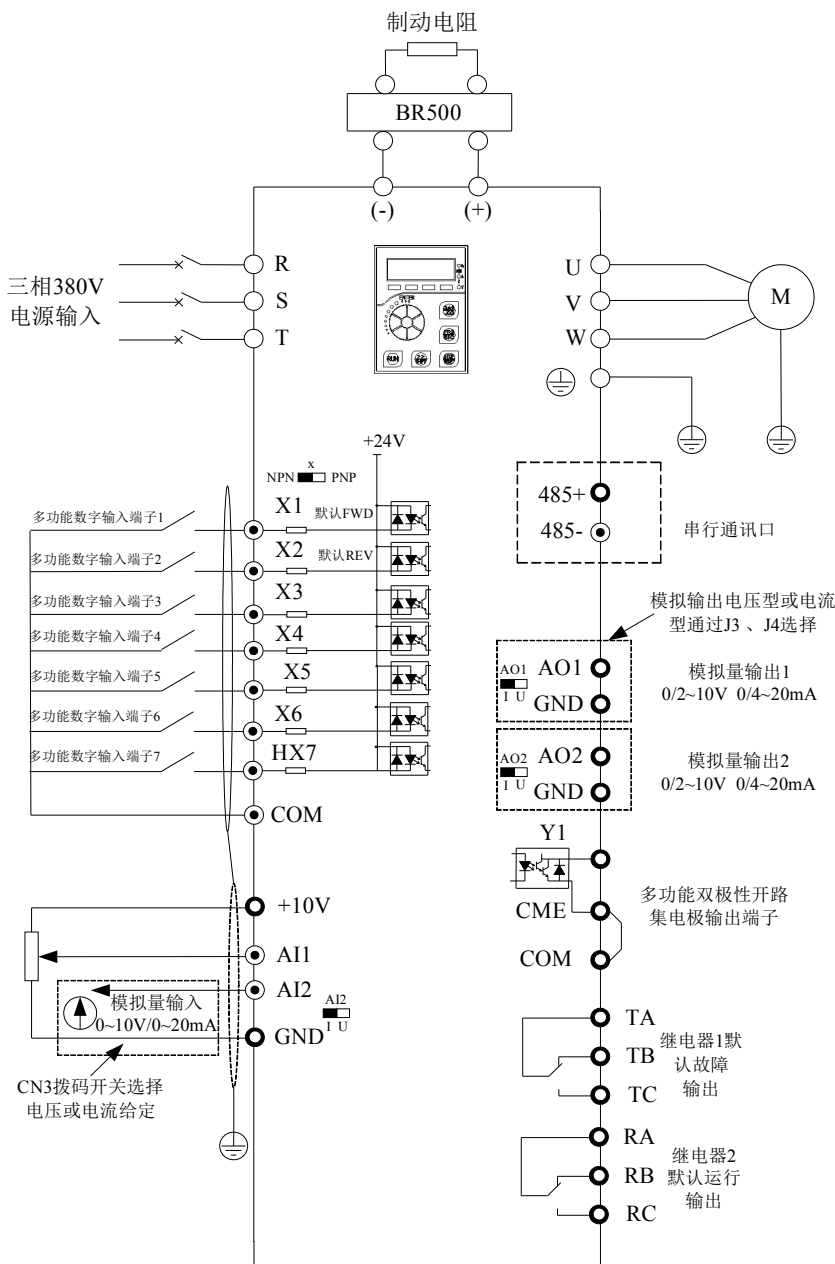 制动电阻
BR500
(-)
(+)
三相380V
电源输入
R
S
T
U
V
W
M
ENTER
RUN
+24V
x
NPN
PNP
多功能数字输入端子1
X1
默认FWD
多功能数字输入端子2
X2
默认REV
多功能数字输入端子3
X3
多功能数字输入端子4
X4
多功能数字输入端子5
X5
多功能数字输入端子6
X6
多功能数字输入端子7
HX7
COM
+10V
AI1
AI2
模拟量输入
0~10V/0~20mA
AI2
I U
GND
CN3拨码开关选择
电压或电流给定
485+
485-
串行通讯口
模拟输出电压型或电流
型通过J3 、J4选择
AO1
I U
AO1
GND
模拟量输出1
0/2~10V 0/4~20mA
AO2
I U
AO2
GND
模拟量输出2
0/2~10V 0/4~20mA
Y1
CME
COM
多功能双极性开路
集电极输出端子
TA
TB
TC
继电器1默
认故障
输出
RA
RB
RC
继电器2
默认运行
输出